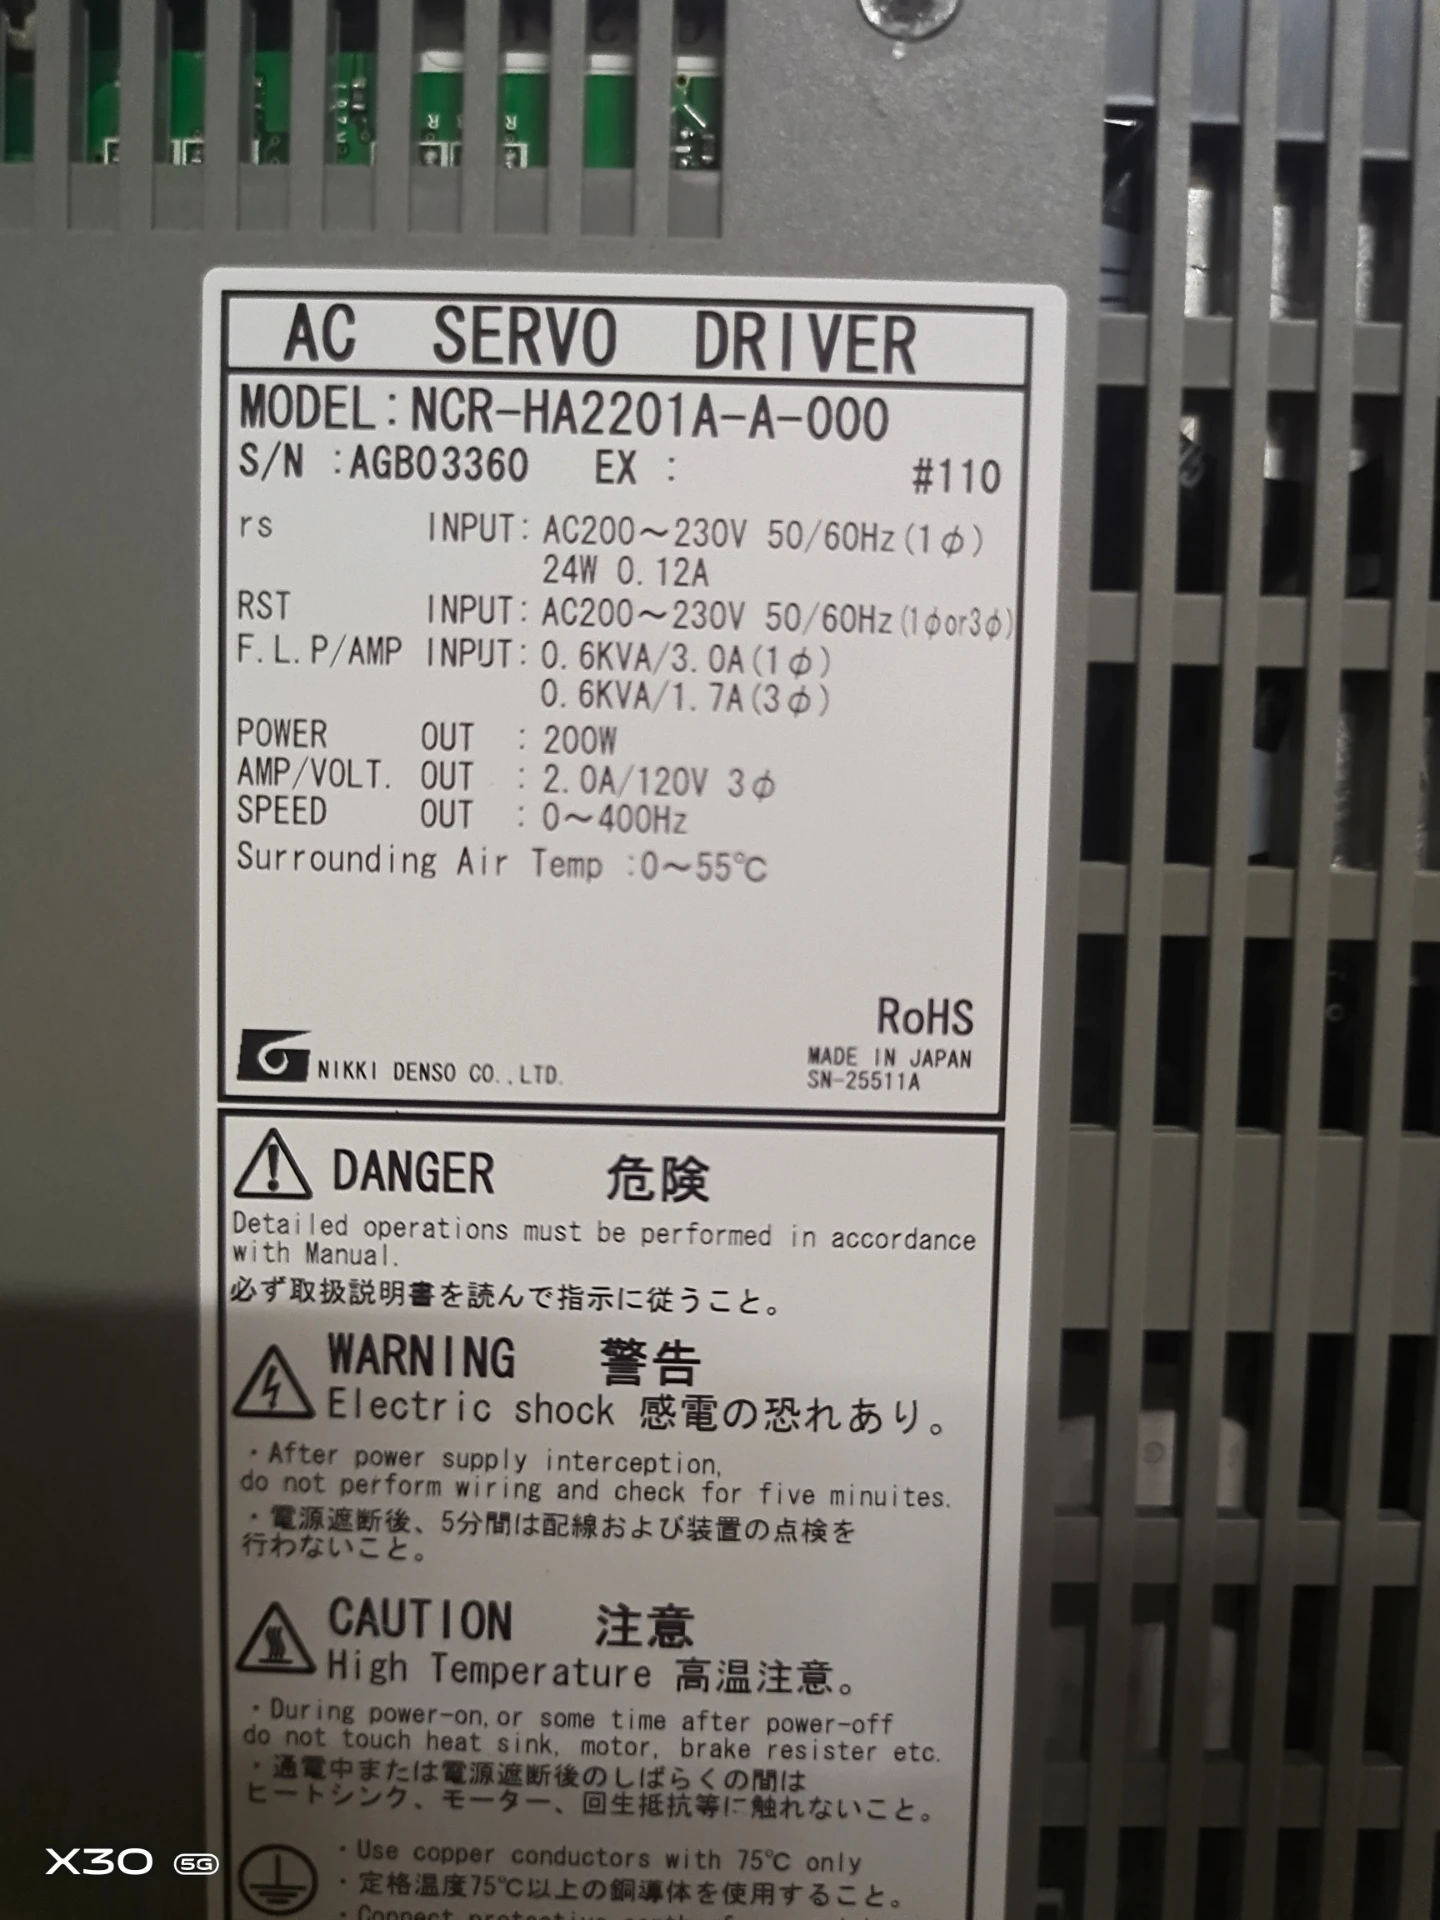 AC SERVO DRIVER
MODEL:NCR-HA2201A-A-000
S/N :AGB03360 EX : #110
rs INPUT: AC200～230V 50/60Hz(1φ)
24W 0.12A
RST INPUT: AC200～230V 50/60Hz(1φor3φ)
F.L.P/AMP INPUT: 0.6KVA/3.0A(1φ)
0.6KVA/1.7A(3φ)
POWER OUT : 200W
AMP/VOLT. OUT : 2.0A/120V 3φ
SPEED OUT : 0～400Hz
Surrounding Air Temp :0～55℃
RoHS
NIKKI DENSO CO.,LTD.
MADE IN JAPAN
SN-25511A
DANGER 危険
Detailed operations must be performed in accordance
with Manual.
必ず取扱説明書を読んで指示に従うこと。
WARNING 警告
Electric shock 感電の恐れあり。
・After power supply interception,
do not perform wiring and check for five minuites.
・電源遮断後、5分間は配線および装置の点検を
行わないこと。
CAUTION 注意
High Temperature 高温注意。
・During power-on,or some time after power-off
do not touch heat sink, motor, brake resister etc.
・通電中または電源遮断後のしばらくの間は
ヒートシンク、モーター、回生抵抗等に触れないこと。
・Use copper conductors with 75℃ only
・定格温度75℃以上の銅導体を使用すること。
・Connect protective
X30 5G